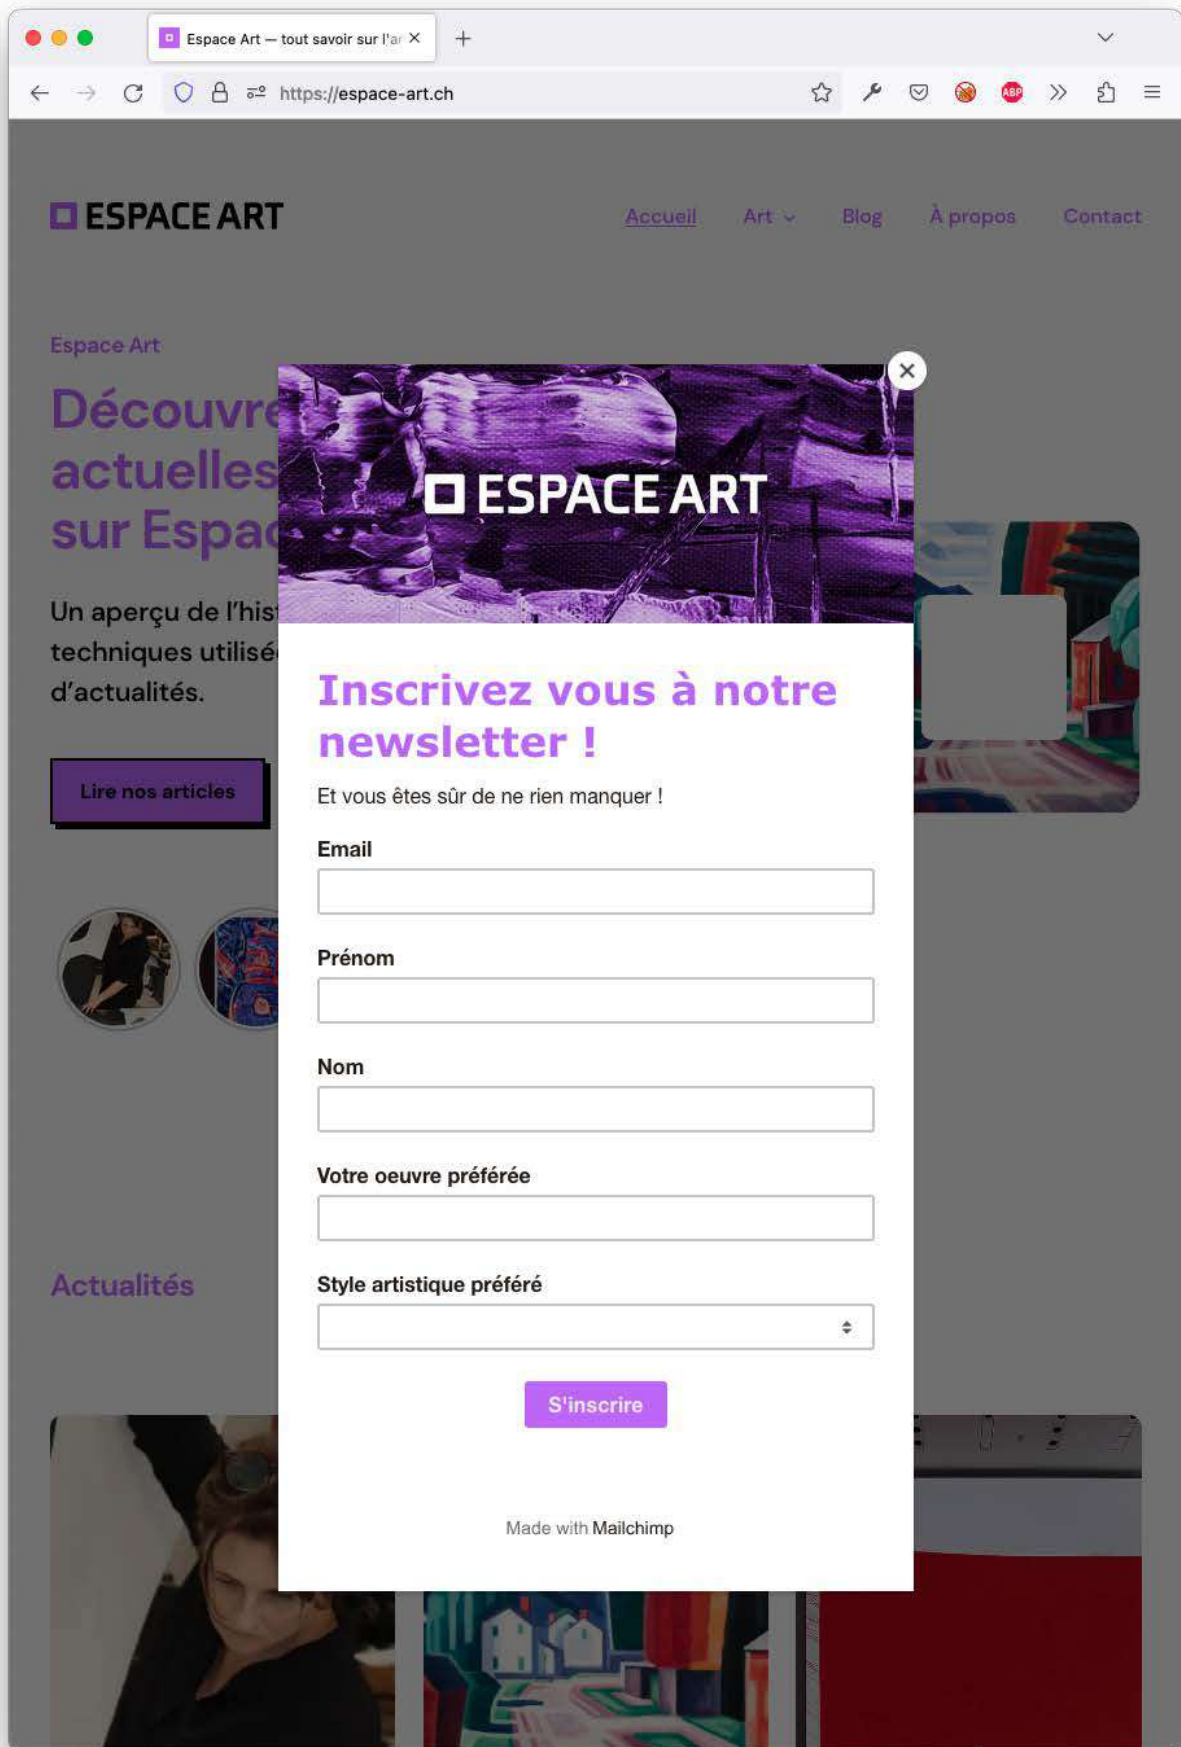 Espace Art — tout savoir sur l'ar
https://espace-art.ch
ABP
ESPACE ART
Accueil Art Blog À propos Contact
Espace Art
Découvre
actuelles
sur Espac
Un aperçu de l'hist
techniques utilisé
d'actualités.
Lire nos articles
ESPACE ART
Inscrivez vous à notre
newsletter !
Et vous êtes sûr de ne rien manquer !
Email
Prénom
Nom
Votre oeuvre préférée
Style artistique préféré
S'inscrire
Made with Mailchimp
Actualités